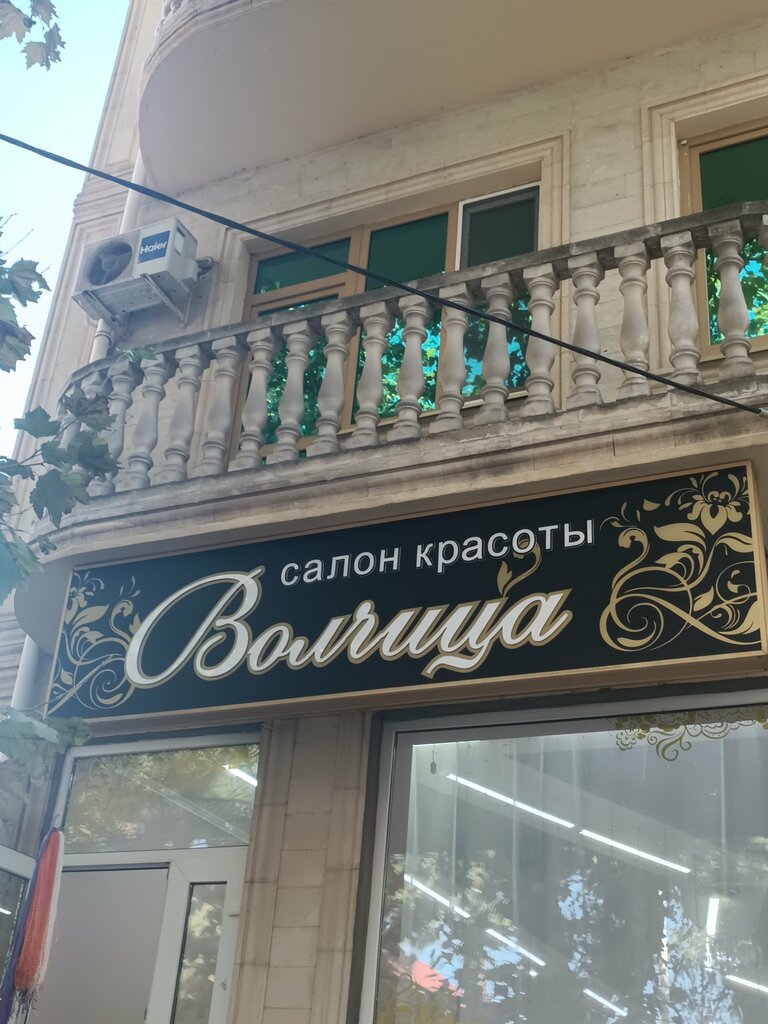 Haier
салон красоты
Волчица